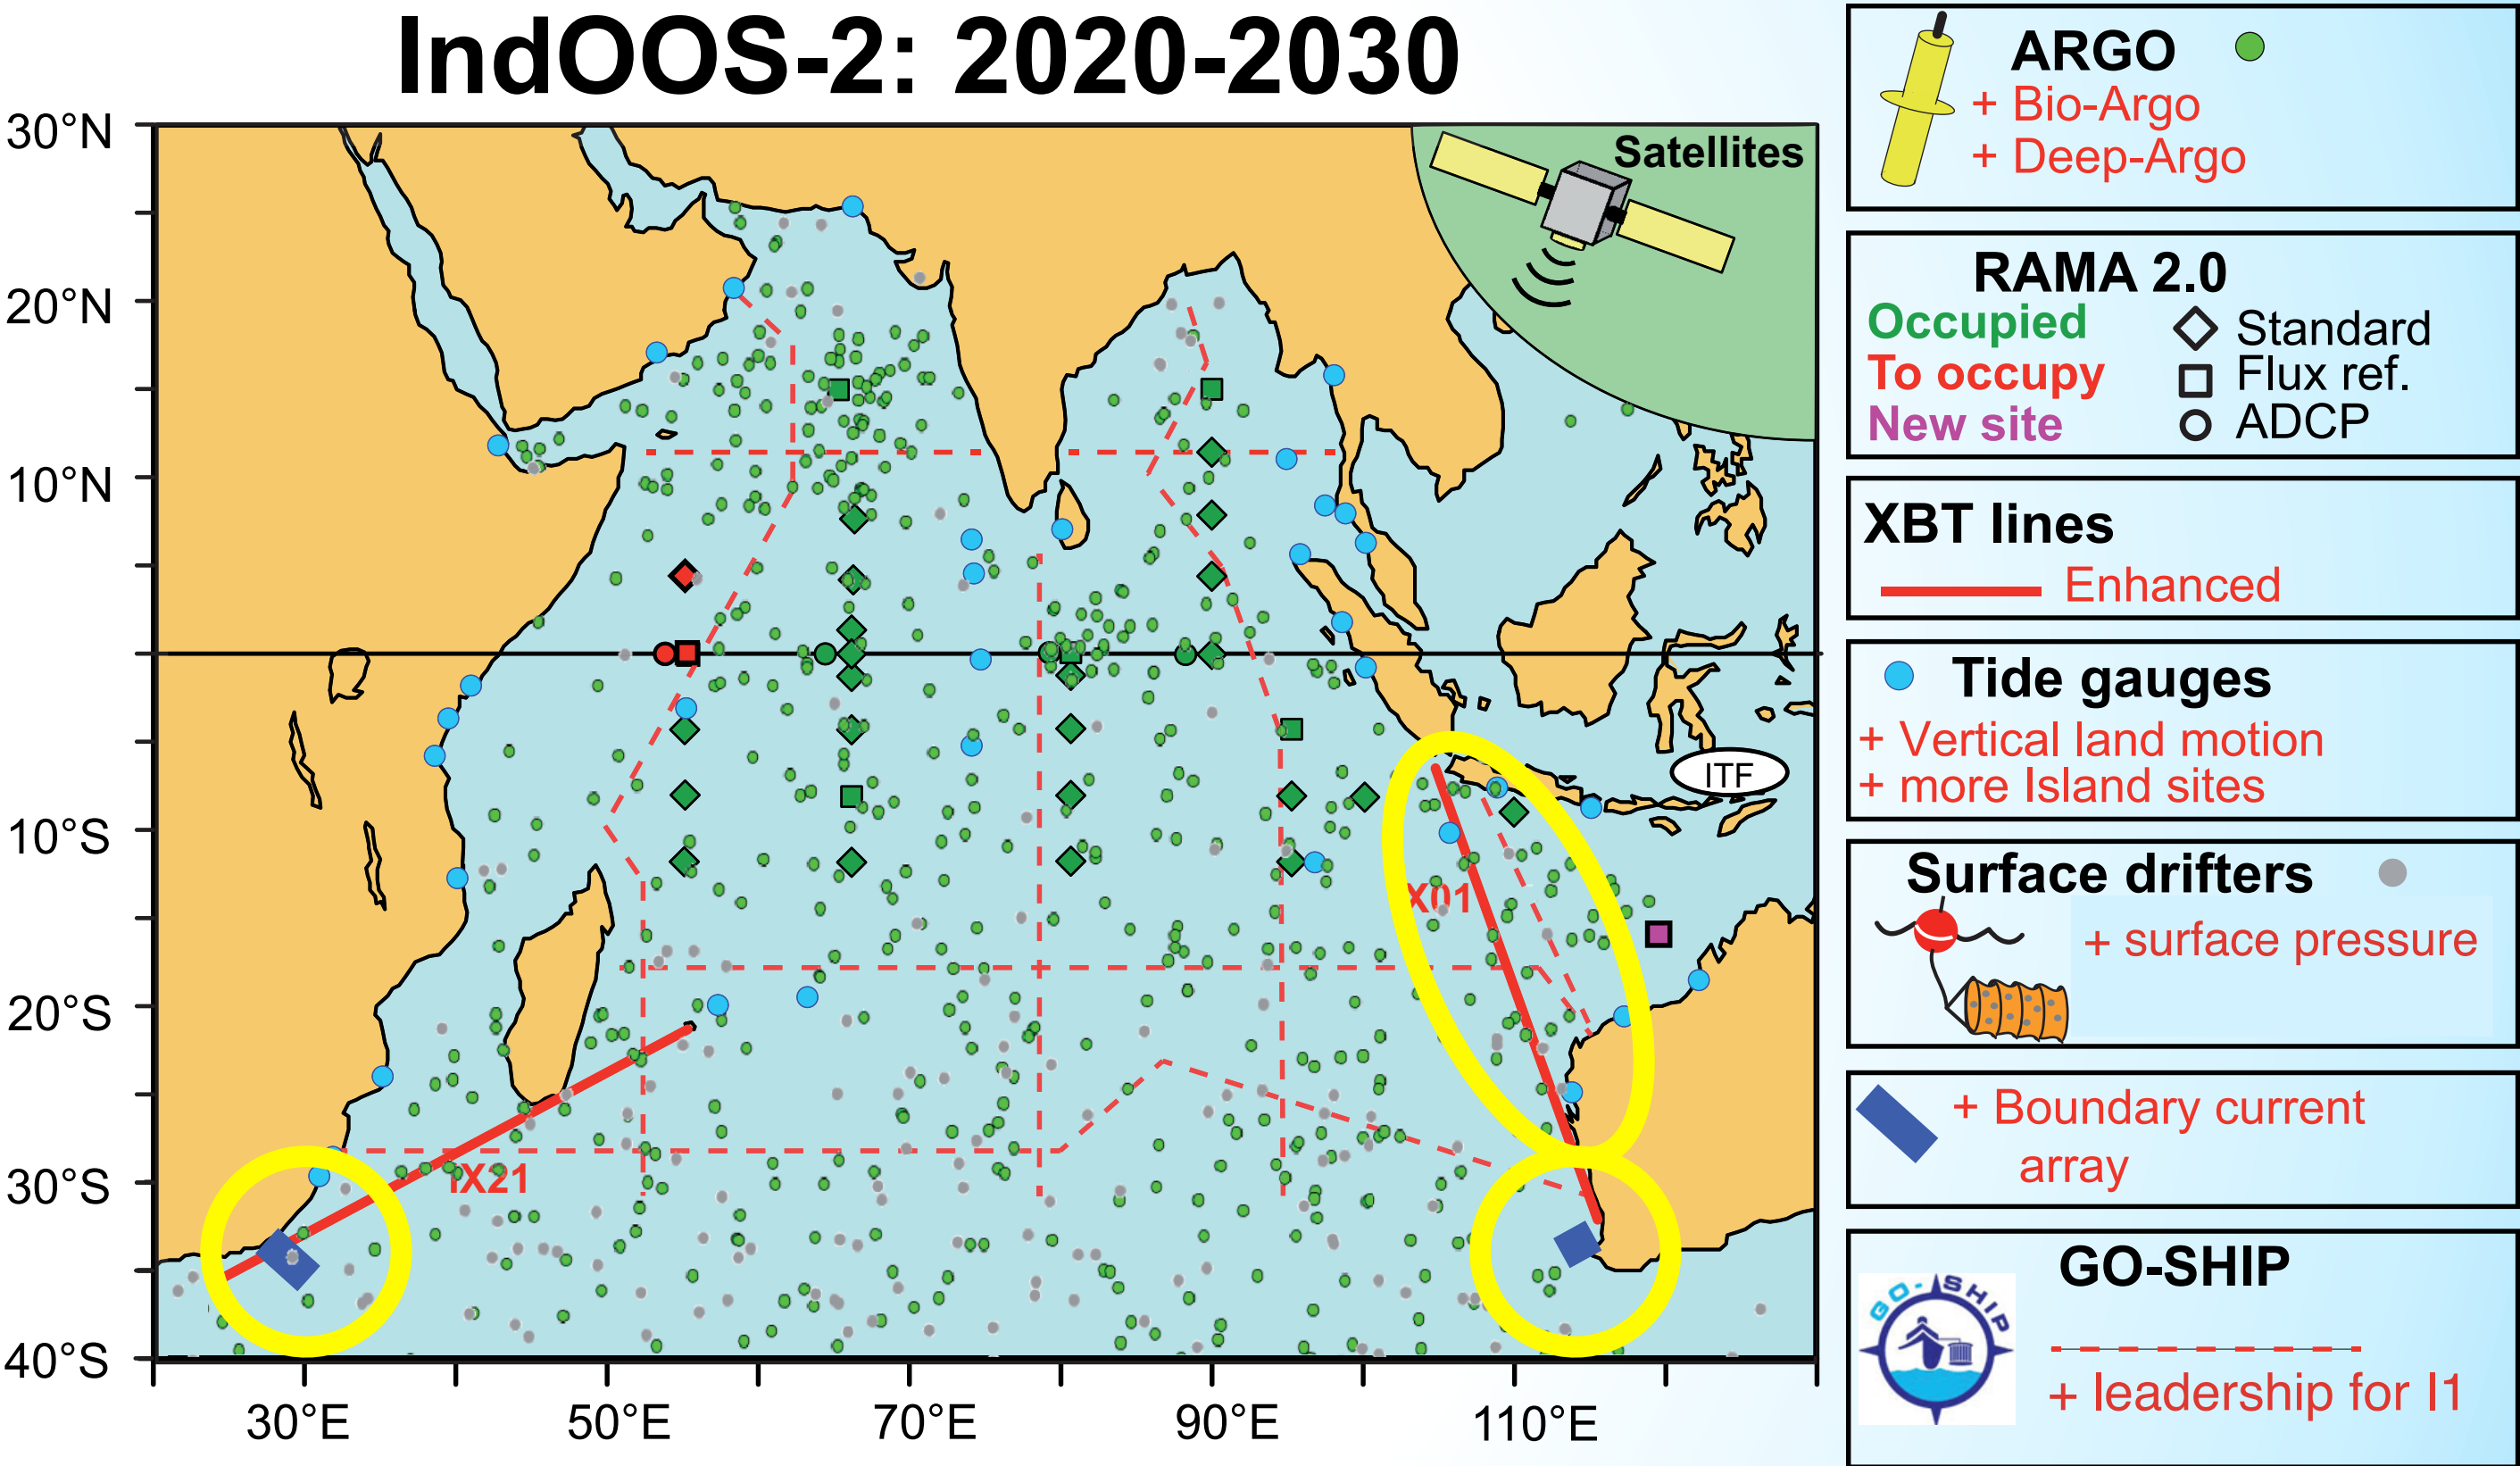 IndOOS-2: 2020-2030
30°N
20°N
10°N
10°S
20°S
30°S
40°S
30°E
50°E
70°E
90°E
110°E
Satellites
ITF
IX01
IX21
ARGO
+ Bio-Argo
+ Deep-Argo
RAMA 2.0
Occupied
Standard
To occupy
Flux ref.
New site
ADCP
XBT lines
Enhanced
Tide gauges
+ Vertical land motion
+ more Island sites
Surface drifters
+ surface pressure
+ Boundary current
array
GO-SHIP
GO-SHIP
+ leadership for I1